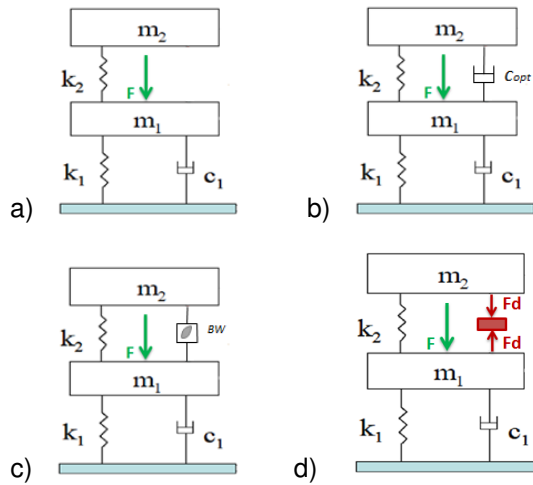 m₂
k₂
F
m₁
k₁
c₁
a)
m₂
k₂
F
Copt
m₁
k₁
c₁
b)
m₂
k₂
F
BW
m₁
k₁
c₁
c)
m₂
Fd
k₂
F
Fd
m₁
k₁
c₁
d)